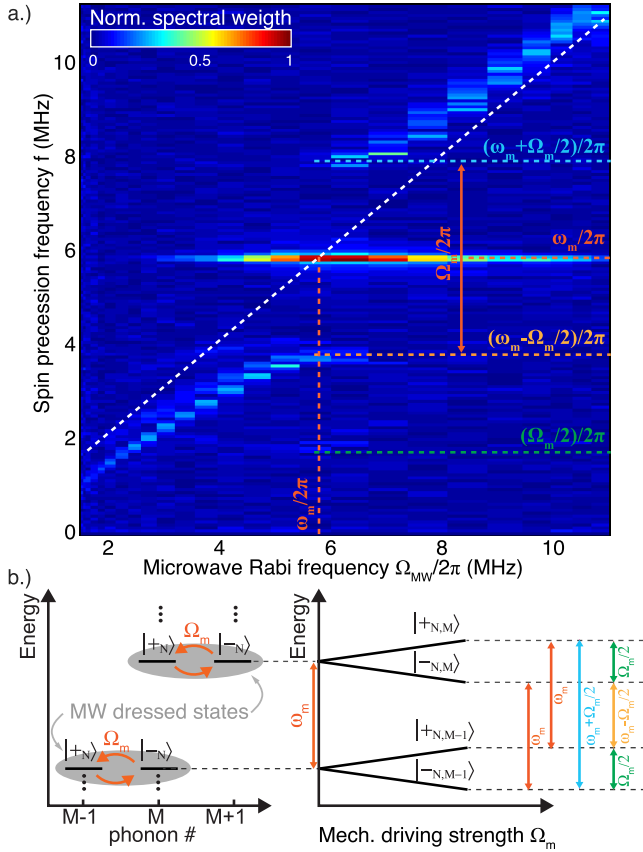 a.)
Norm. spectral weigth
0 0.5 1
Spin precession frequency f
(MHz)
10
8
6
4
2
0
(ω_m+Ω_m/2)/2π
Ω_m/2π
ω_m/2π
(ω_m-Ω_m/2)/2π
(Ω_m/2)/2π
ω_m/2π
2 4 6 8 10
Microwave Rabi frequency Ω_MW/2π (MHz)
b.)
Energy
|+_N⟩ Ω_m |-_N⟩
MW dressed states
|+_N⟩ Ω_m |-_N⟩
M-1 M M+1
phonon #
Energy
ω_m
|+_N,M⟩
|-_N,M⟩
|+_N,M-1⟩
|-_N,M-1⟩
ω_m
ω_m
ω_m+Ω_m/2
Ω_m/2
ω_m-Ω_m/2
Ω_m/2
Mech. driving strength Ω_m